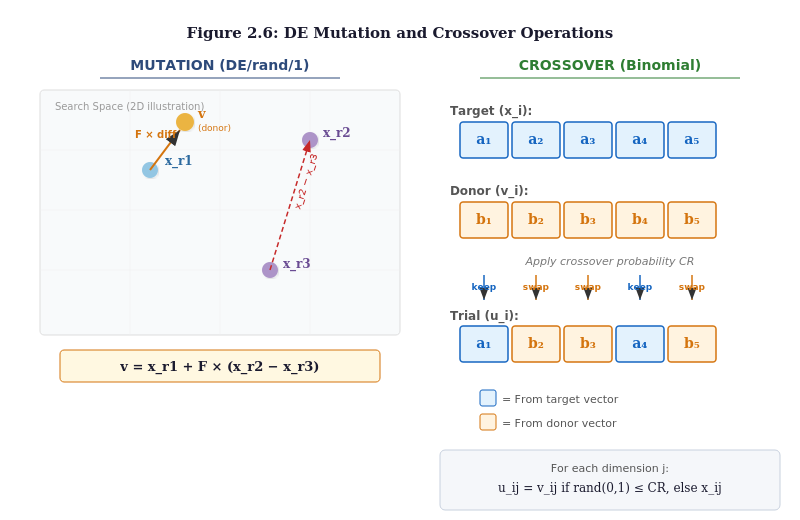 Figure 2.6: DE Mutation and Crossover Operations
MUTATION (DE/rand/1)
Search Space (2D illustration)
v
(donor)
F × diff
x_r1
x_r2
x_r2 − x_r3
x_r3
v = x_r1 + F × (x_r2 − x_r3)
CROSSOVER (Binomial)
Target (x_i):
a₁ a₂ a₃ a₄ a₅
Donor (v_i):
b₁ b₂ b₃ b₄ b₅
Apply crossover probability CR
keep swap swap keep swap
Trial (u_i):
a₁ b₂ b₃ a₄ b₅
= From target vector
= From donor vector
For each dimension j:
u_ij = v_ij if rand(0,1) ≤ CR, else x_ij